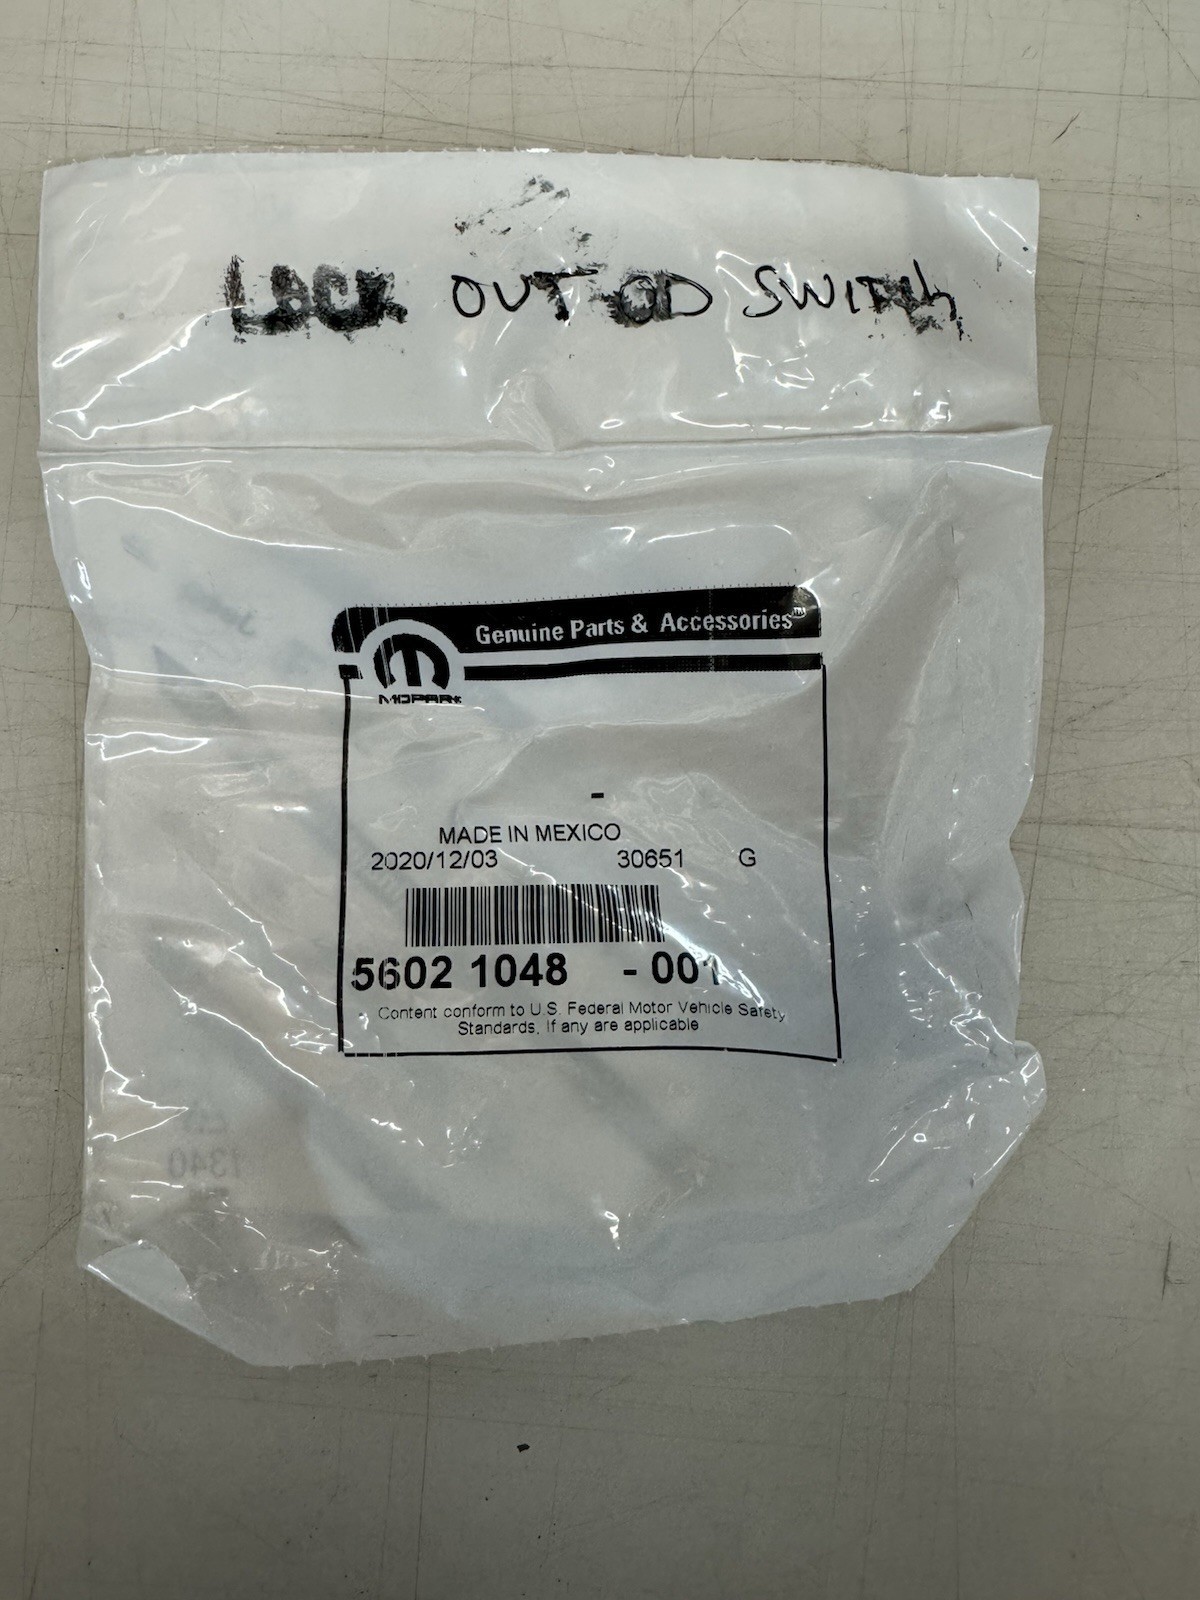 LOCK OUT OD SWITCH
Genuine Parts & Accessories
MOPAR
-
MADE IN MEXICO
2020/12/03 30651 G
5602 1048 - 001
Content conform to U.S. Federal Motor Vehicle Safety
Standards, If any are applicable
340